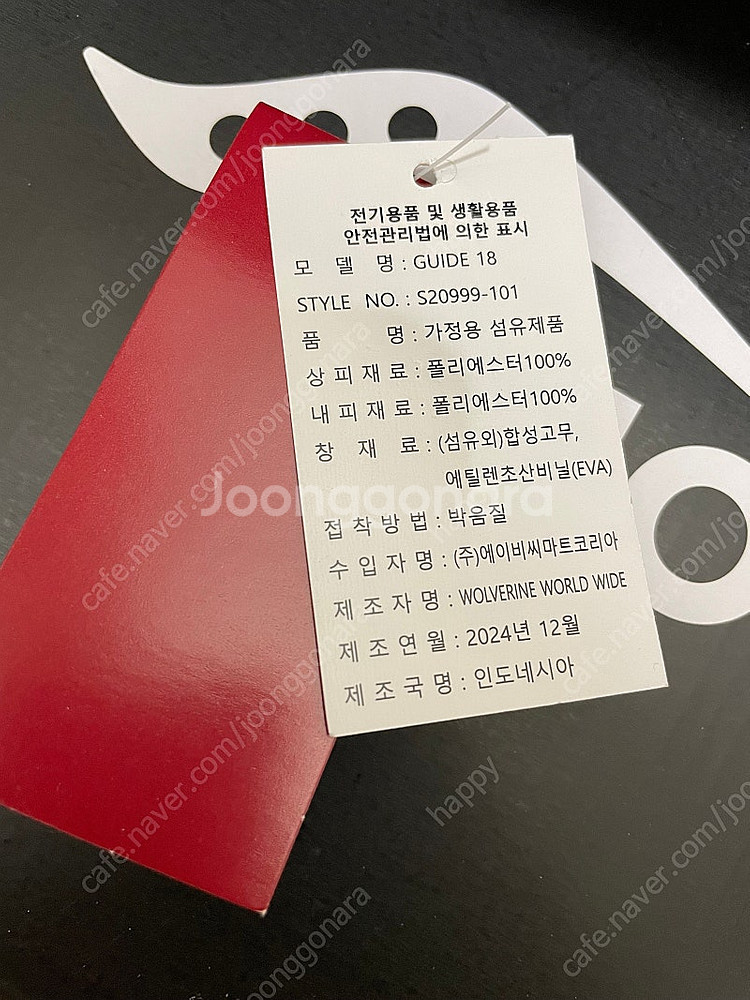 전기용품 및 생활용품
안전관리법에 의한 표시
모 델 명 : GUIDE 18
STYLE NO. : S20999-101
품 명 : 가정용 섬유제품
상 피 재 료 : 폴리에스터100%
내 피 재 료 : 폴리에스터100%
창 재 료 : (섬유외)합성고무,
에틸렌초산비닐(EVA)
접 착 방 법 : 박음질
수 입 자 명 : (주)에이비씨마트코리아
제 조 자 명 : WOLVERINE WORLD WIDE
제 조 연 월 : 2024년 12월
제 조 국 명 : 인도네시아
Joonggonara
cafe.naver.com/joonggonara
happy